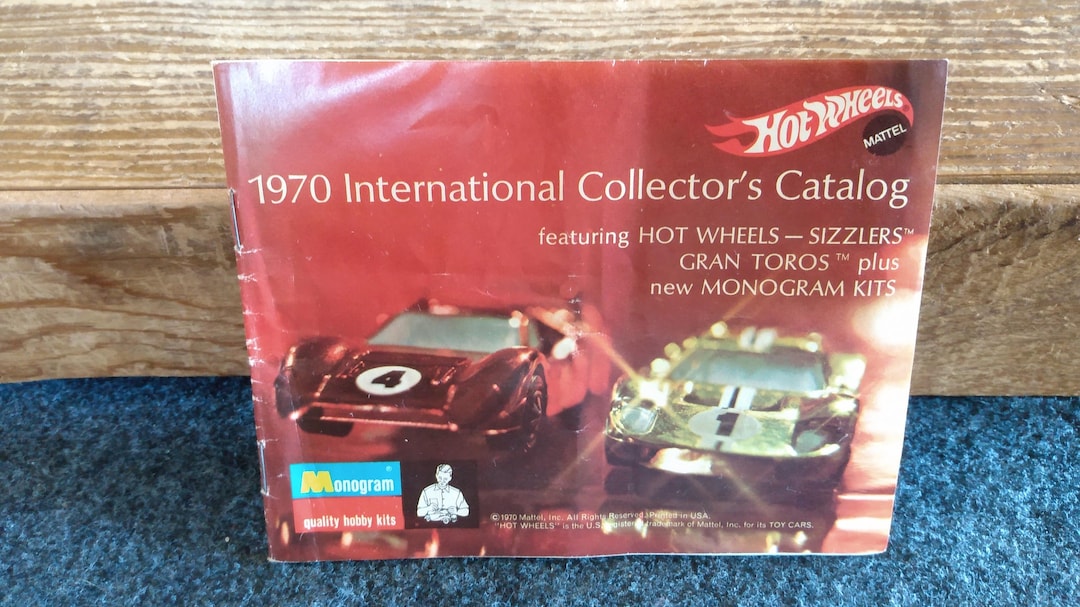 HOT WHEELS
MATTEL
1970 International Collector's Catalog
featuring HOT WHEELS — SIZZLERS™
GRAN TOROS™ plus
new MONOGRAM KITS
4
1
Monogram®
quality hobby kits
©1970 Mattel, Inc. All Rights Reserved. Printed in USA.
"HOT WHEELS" is the U.S. registered trademark of Mattel, Inc. for its TOY CARS.